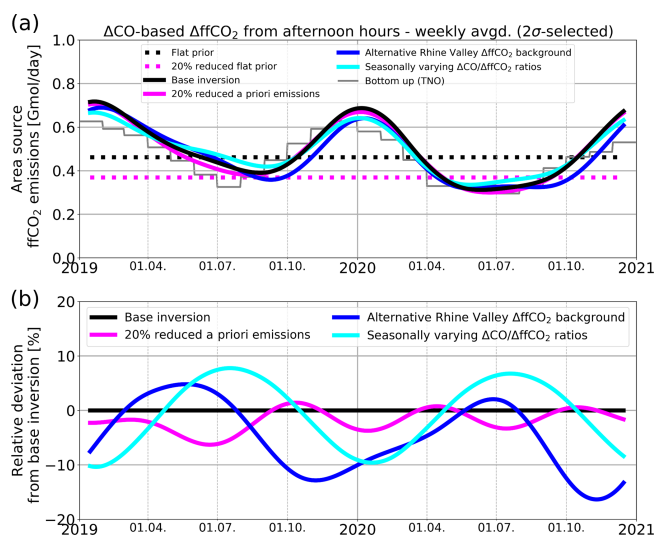 (a)
ΔCO-based ΔffCO₂ from afternoon hours - weekly avgd. (2σ-selected)
1.0
0.8
0.6
0.4
0.2
0.0
Area source
ffCO₂ emissions [Gmol/day]
Flat prior
20% reduced flat prior
Base inversion
20% reduced a priori emissions
Alternative Rhine Valley ΔffCO₂ background
Seasonally varying ΔCO/ΔffCO₂ ratios
Bottom up (TNO)
2019
01.04.
01.07.
01.10.
2020
01.04.
01.07.
01.10.
2021
(b)
20
10
0
−10
−20
Relative deviation
from base inversion [%]
Base inversion
20% reduced a priori emissions
Alternative Rhine Valley ΔffCO₂ background
Seasonally varying ΔCO/ΔffCO₂ ratios
2019
01.04.
01.07.
01.10.
2020
01.04.
01.07.
01.10.
2021